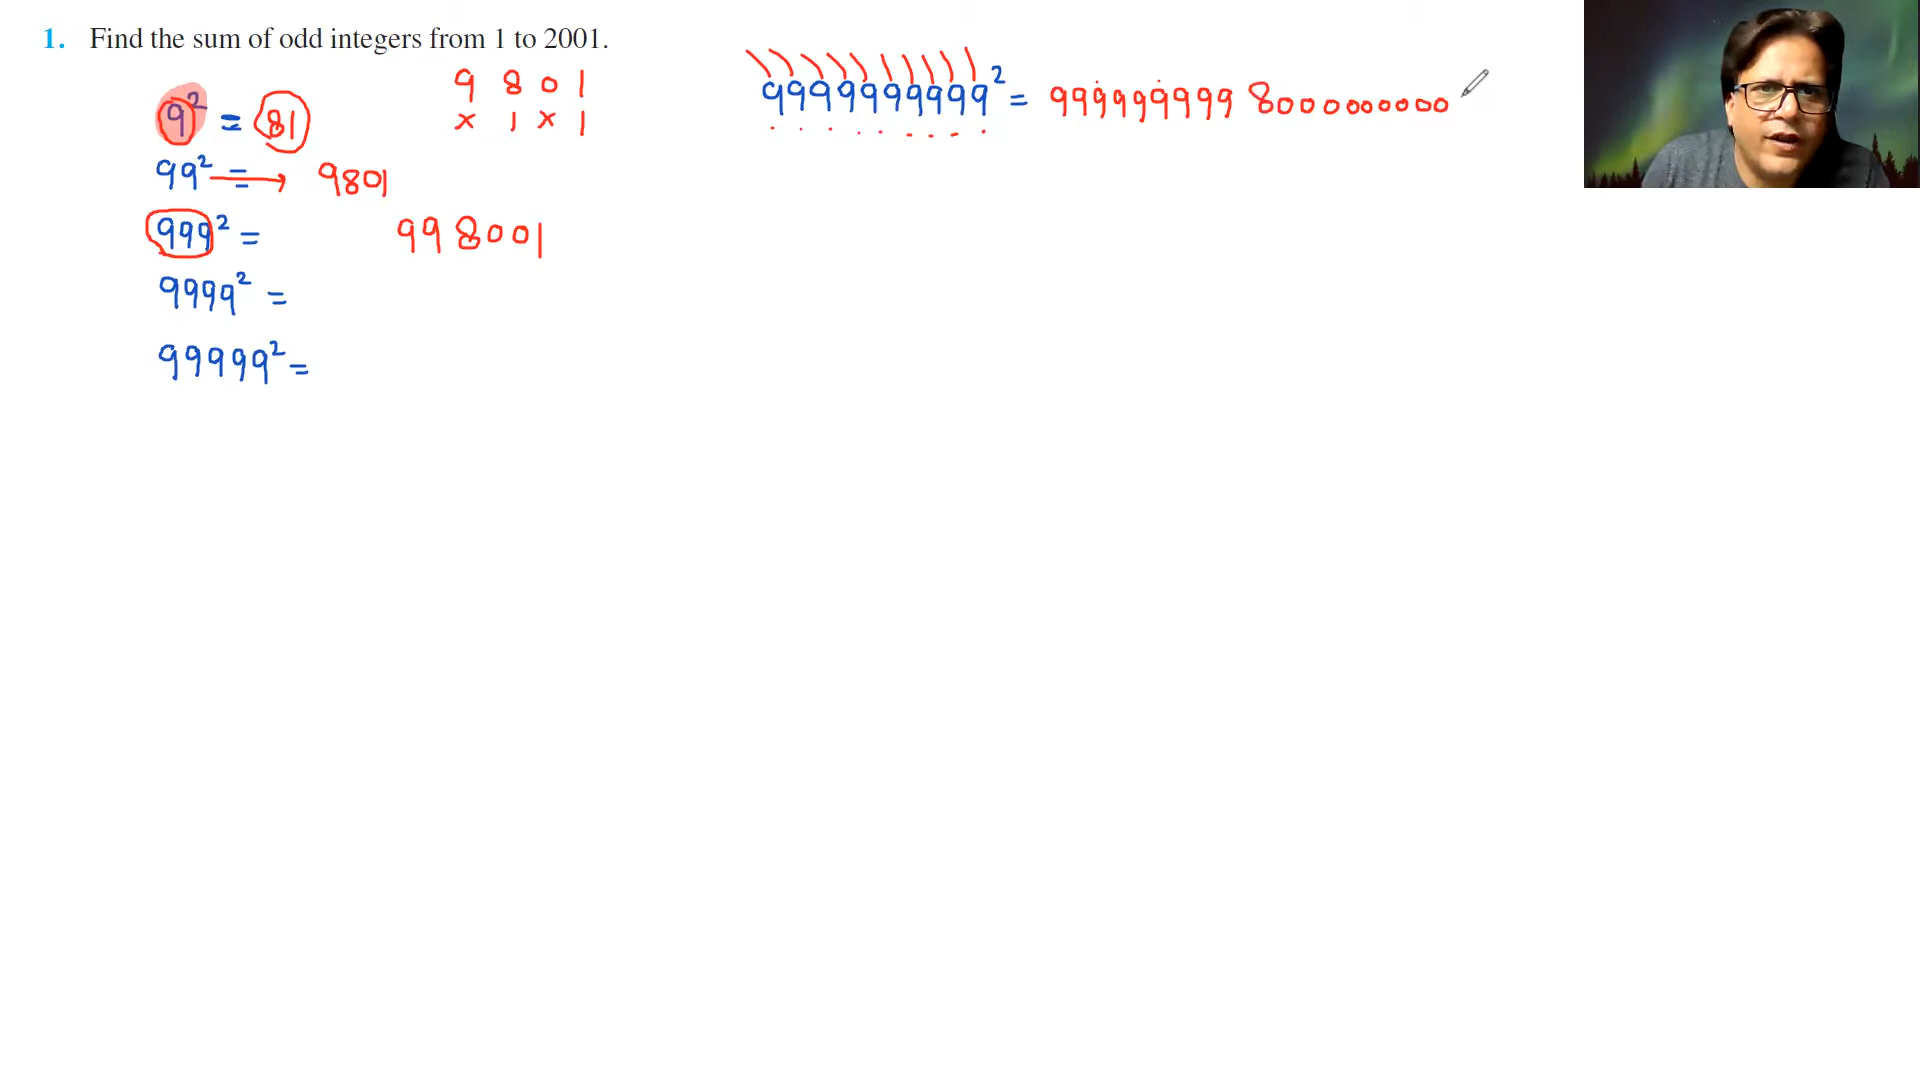 1. Find the sum of odd integers from 1 to 2001.
9² = 81
99² = → 9801
999² = 998001
9999² =
99999² =
9 8 0 1
× 1 × 1
9999999999² = 999999999 8000000000